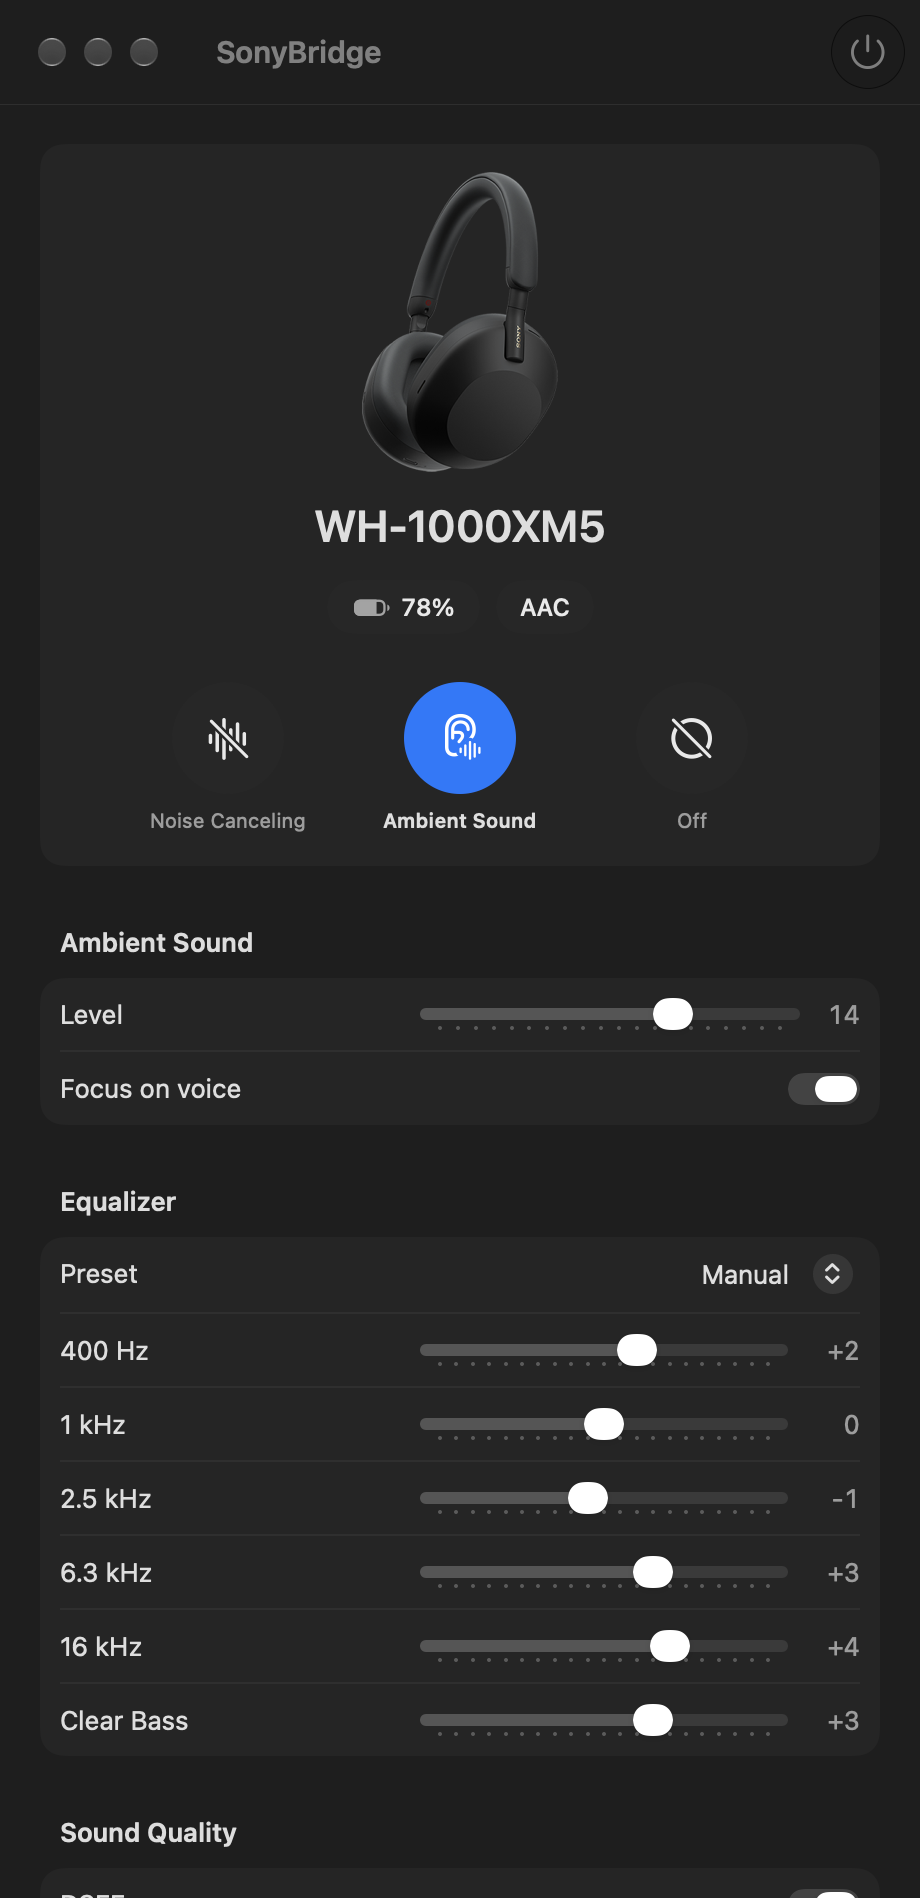 SonyBridge
SONY
WH-1000XM5
78%
AAC
Noise Canceling
Ambient Sound
Off
Ambient Sound
Level 14
Focus on voice
Equalizer
Preset Manual
400 Hz +2
1 kHz 0
2.5 kHz -1
6.3 kHz +3
16 kHz +4
Clear Bass +3
Sound Quality